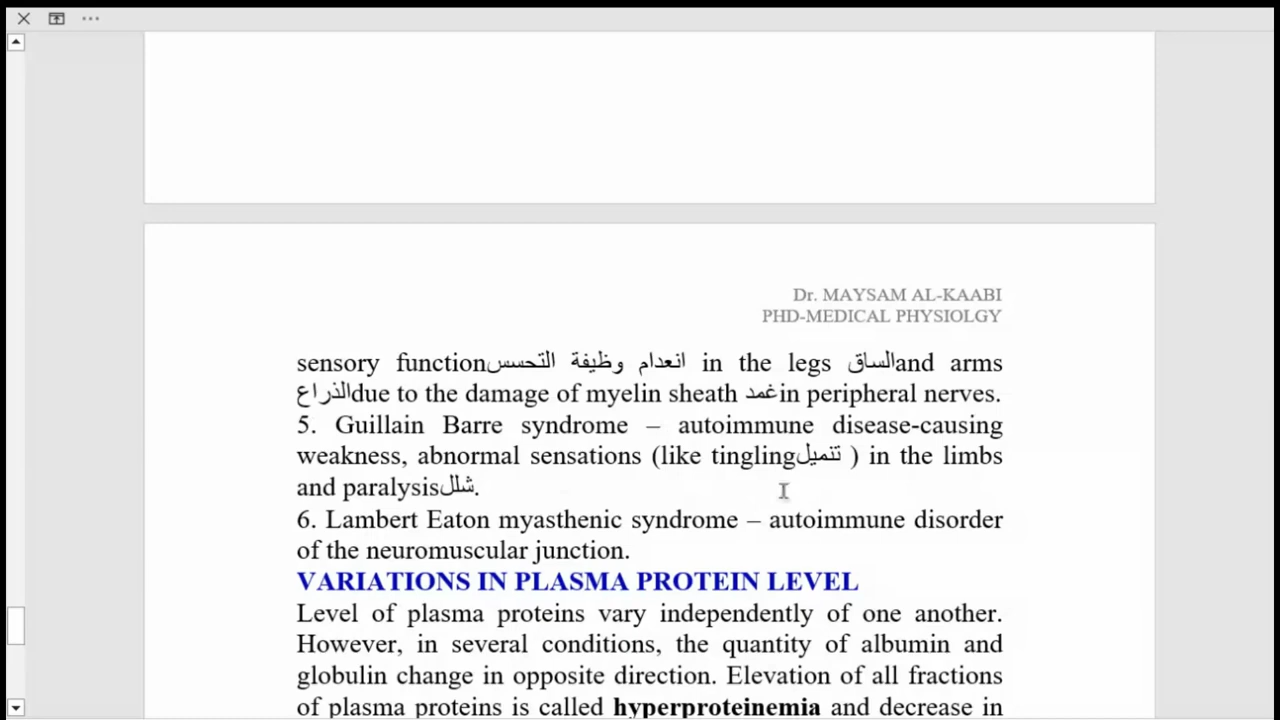 Dr. MAYSAM AL-KAABI
PHD-MEDICAL PHYSIOLGY
sensory functionانعدام وظيفة التحسس in the legs الساقand arms
الذراعdue to the damage of myelin sheath غمدin peripheral nerves.
5. Guillain Barre syndrome – autoimmune disease-causing
weakness, abnormal sensations (like tinglingتنميل ) in the limbs
and paralysisشلل.
6. Lambert Eaton myasthenic syndrome – autoimmune disorder
of the neuromuscular junction.
VARIATIONS IN PLASMA PROTEIN LEVEL
Level of plasma proteins vary independently of one another.
However, in several conditions, the quantity of albumin and
globulin change in opposite direction. Elevation of all fractions
of plasma proteins is called hyperproteinemia and decrease in